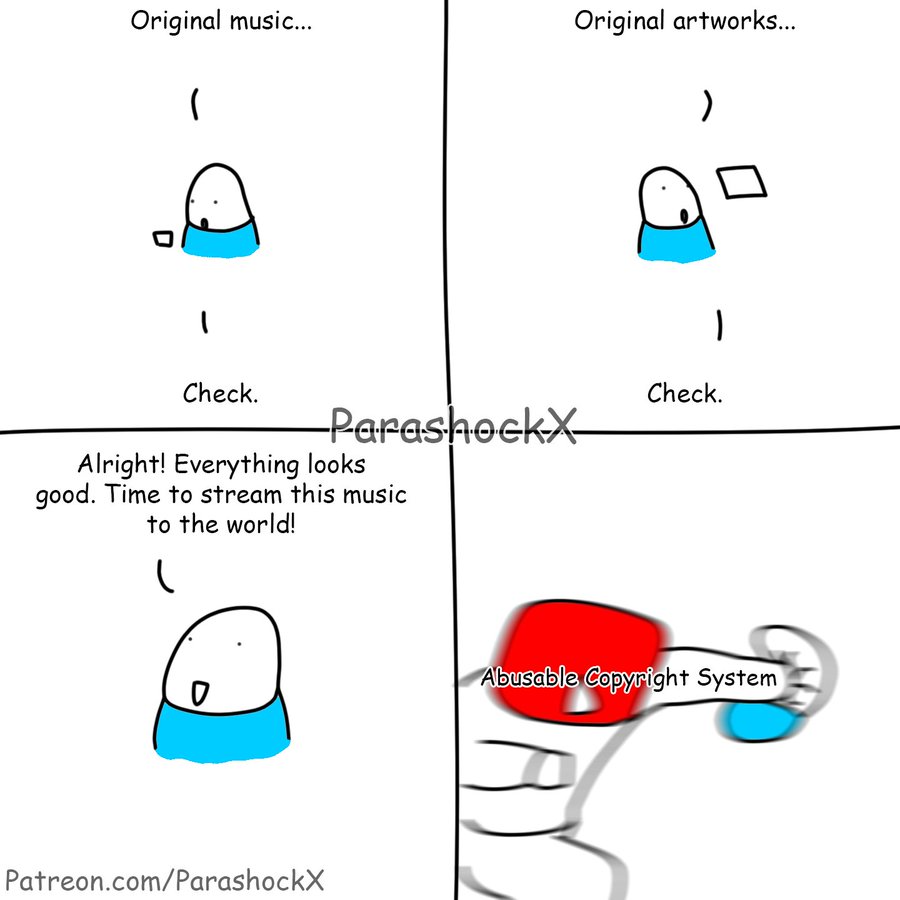 Original music...
Check.
Original artworks...
Check.
ParashockX
Alright! Everything looks
good. Time to stream this music
to the world!
Abusable Copyright System
Patreon.com/ParashockX